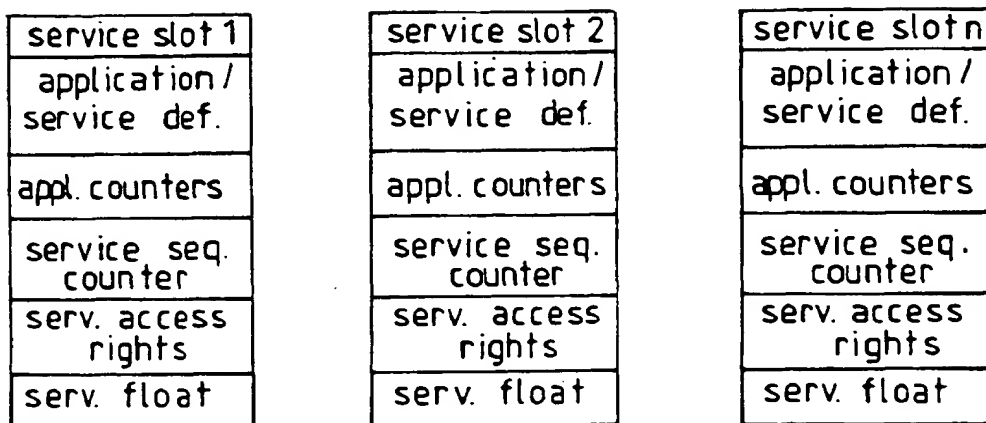 service slot 1
application/
service def.
appl. counters
service seq.
counter
serv. access
rights
serv. float
service slot 2
application/
service def.
appl. counters
service seq.
counter
serv. access
rights
serv. float
service slot n
application/
service def.
appl. counters
service seq.
counter
serv. access
rights
serv. float